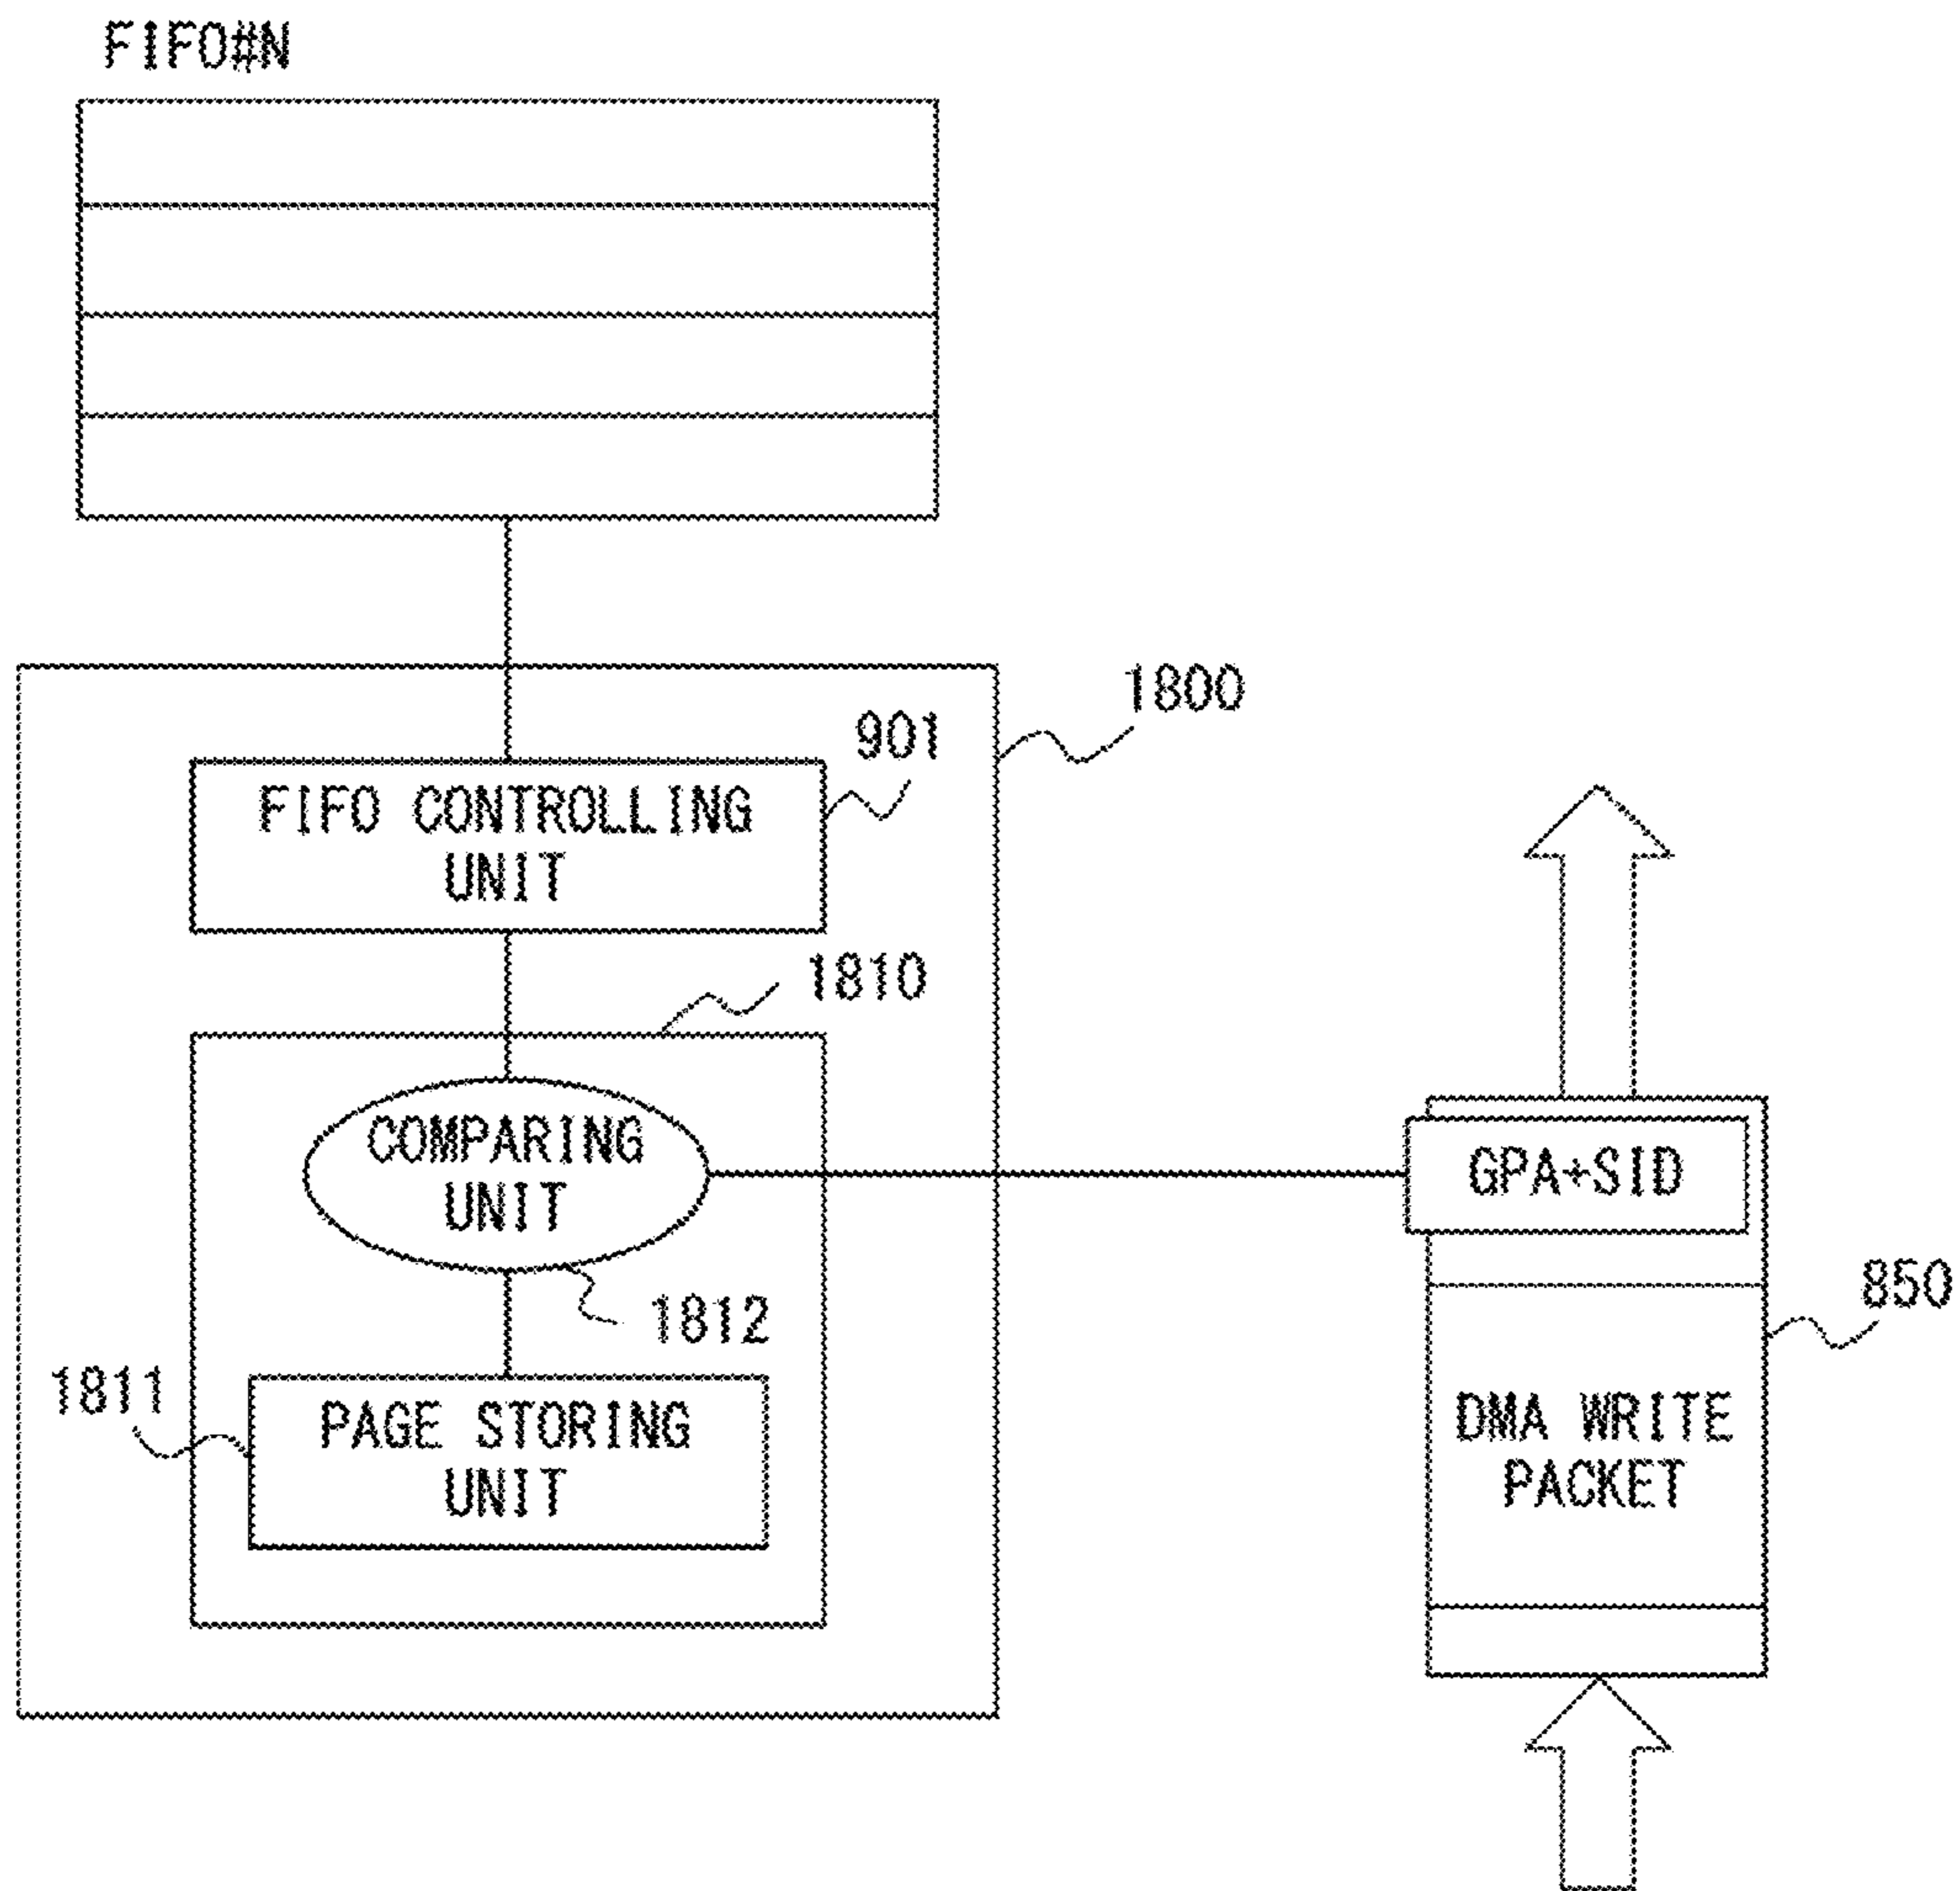 FIFO#N
1800
901
FIFO CONTROLLING
UNIT
1810
COMPARING
UNIT
GPA+SID
1812
850
1811
PAGE STORING
UNIT
DMA WRITE
PACKET